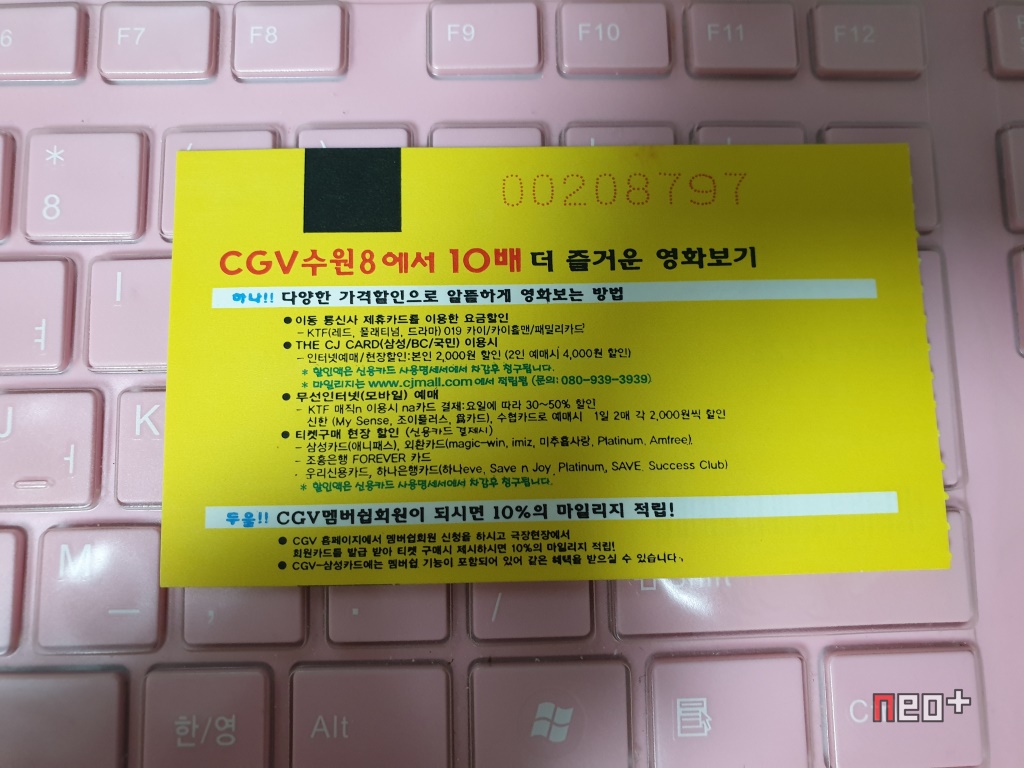 6 F7 F8 F9 F10 F11 F12
*
8
00208797
CGV수원8에서 10배 더 즐거운 영화보기
하나!! 다양한 가격할인으로 알뜰하게 영화보는 방법
● 이동 통신사 제휴카드를 이용한 요금할인
- KTF(레드, 플래티넘, 드라마) 019 카이/카이홀맨/패밀리카드
● THE CJ CARD(삼성/BC/국민) 이용시
- 인터넷예매/현장할인:본인 2,000원 할인 (2인 예매시 4,000원 할인)
* 할인액은 신용카드 사용명세서에서 차감후 청구됩니다.
* 마일리지는 www.cjmall.com 에서 적립됨 (문의: 080-939-3939)
● 무선인터넷(모바일) 예매
- KTF 매직n 이용시 na카드 결제:요일에 따라 30~50% 할인
신한 (My Sense, 조이플러스, 爲카드), 수협카드로 예매시 1일 2매 각 2,000원씩 할인
● 티켓구매 현장 할인 (신용카드 결제시)
- 삼성카드(애니패스), 외환카드(magic-win, imiz, 미추홀사랑, Platinum, Amfree),
- 조흥은행 FOREVER 카드
- 우리신용카드, 하나은행카드(하나eve, Save n Joy, Platinum, SAVE, Success Club)
* 할인액은 신용카드 사용명세서에서 차감후 청구됩니다.
두울!! CGV멤버쉽회원이 되시면 10%의 마일리지 적립!
● CGV 홈페이지에서 멤버쉽회원 신청을 하시고 극장현장에서
회원카드를 발급 받아 티켓 구매시 제시하시면 10%의 마일리지 적립!
● CGV-삼성카드에는 멤버쉽 기능이 포함되어 있어 같은 혜택을 받으실 수 있습니다.
I
ㅑ
J
ㅓ
K
M
ㅡ
,
.
/
한/영 Alt
neo+